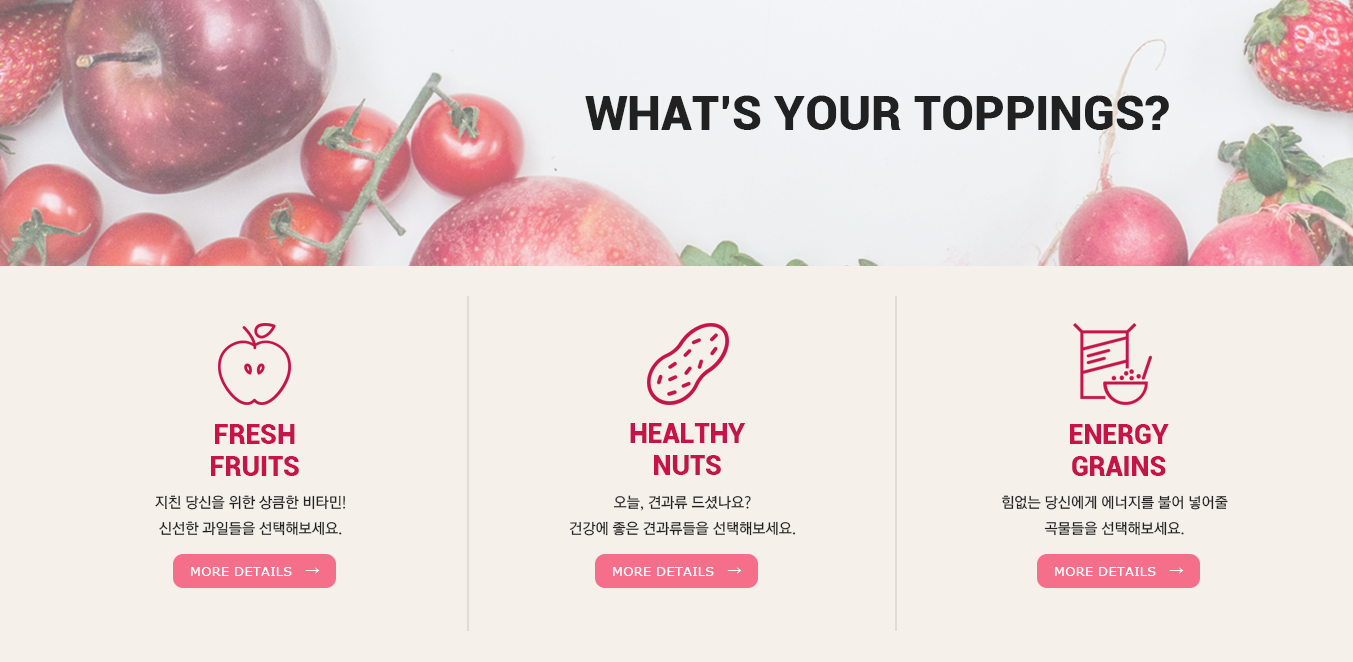 WHAT'S YOUR TOPPINGS?
FRESH
FRUITS
지친 당신을 위한 상큼한 비타민!
신선한 과일들을 선택해보세요.
MORE DETAILS →
HEALTHY
NUTS
오늘, 견과류 드셨나요?
건강에 좋은 견과류들을 선택해보세요.
MORE DETAILS →
ENERGY
GRAINS
힘없는 당신에게 에너지를 불어 넣어줄
곡물들을 선택해보세요.
MORE DETAILS →